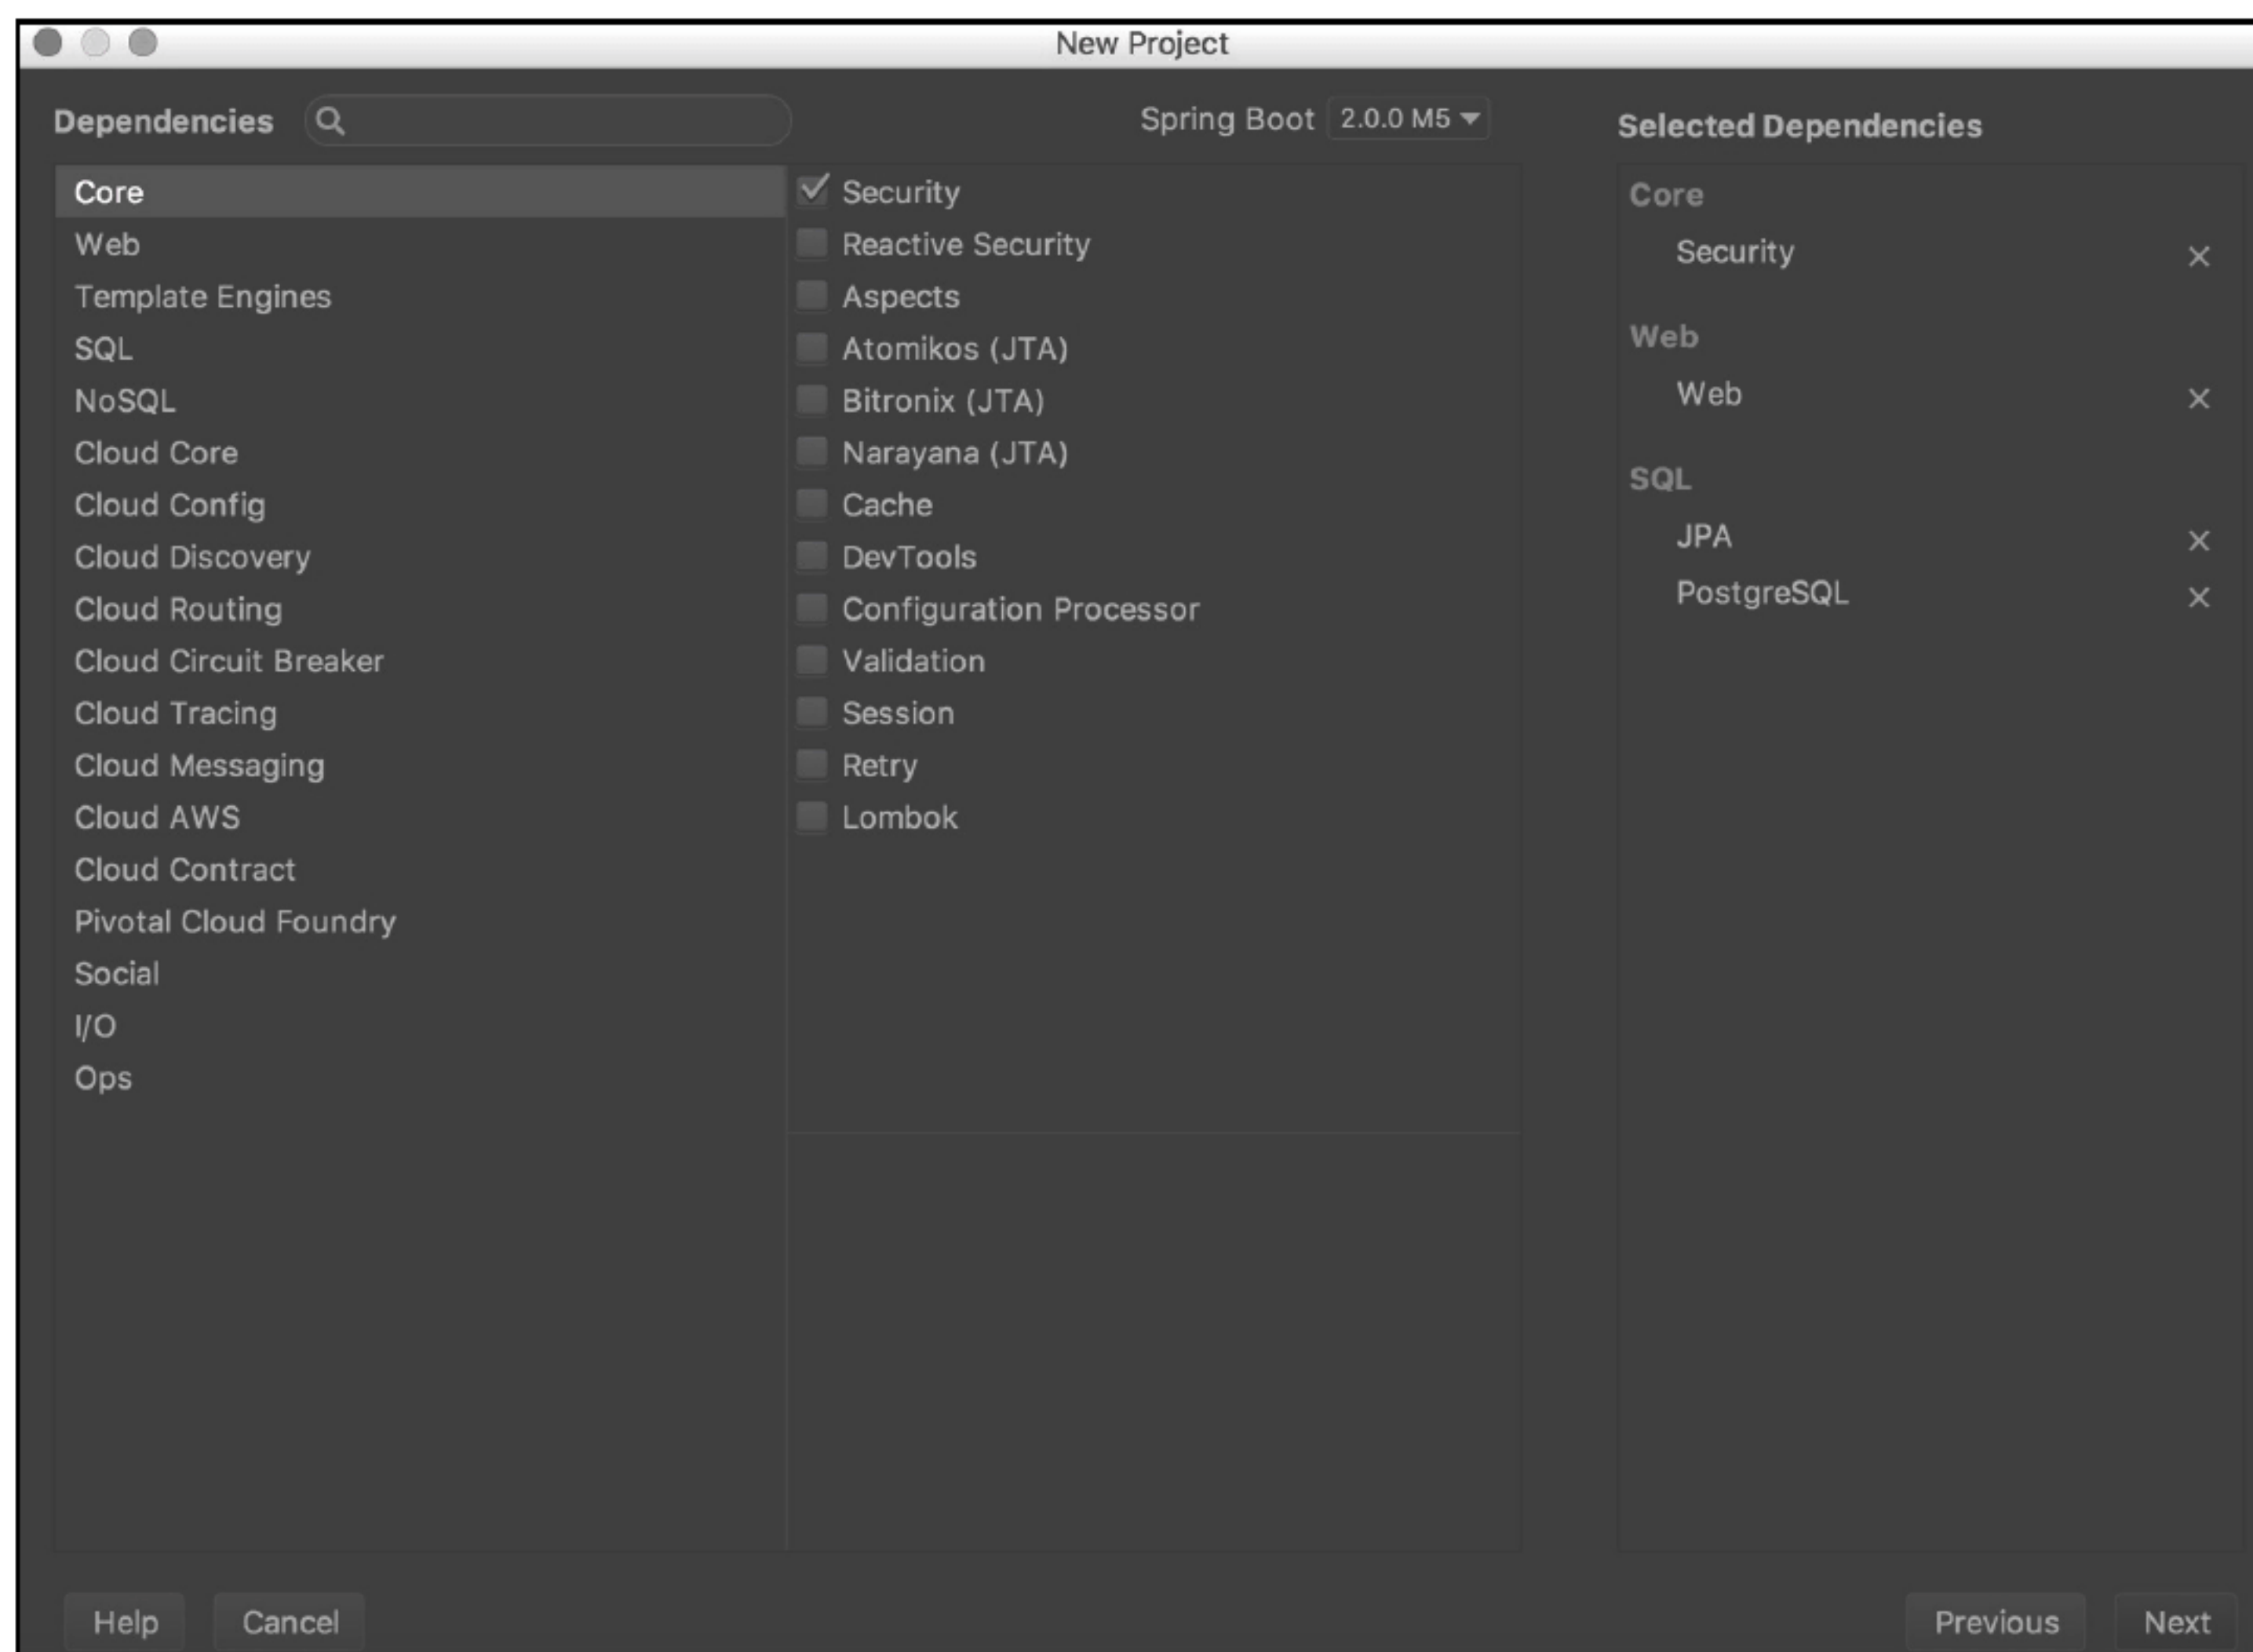 New Project
Dependencies
Spring Boot 2.0.0 M5
Selected Dependencies
Core
Web
Template Engines
SQL
NoSQL
Cloud Core
Cloud Config
Cloud Discovery
Cloud Routing
Cloud Circuit Breaker
Cloud Tracing
Cloud Messaging
Cloud AWS
Cloud Contract
Pivotal Cloud Foundry
Social
I/O
Ops
Security
Reactive Security
Aspects
Atomikos (JTA)
Bitronix (JTA)
Narayana (JTA)
Cache
DevTools
Configuration Processor
Validation
Session
Retry
Lombok
Core
Security
Web
Web
SQL
JPA
PostgreSQL
Help
Cancel
Previous
Next